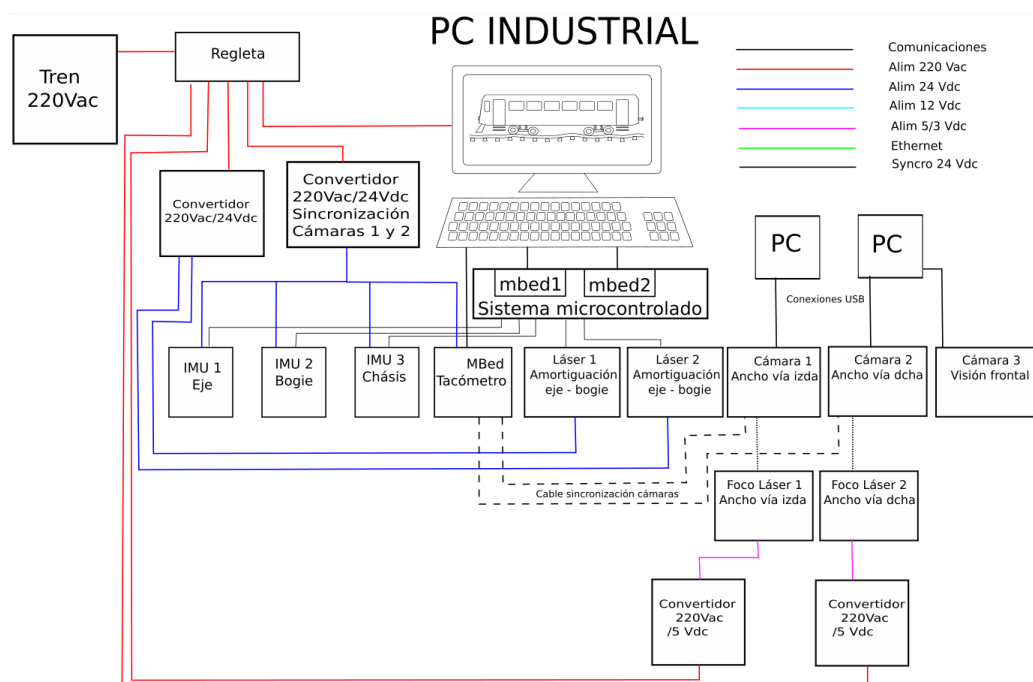 PC INDUSTRIAL
Tren
220Vac
Regleta
Comunicaciones
Alim 220 Vac
Alim 24 Vdc
Alim 12 Vdc
Alim 5/3 Vdc
Ethernet
Syncro 24 Vdc
Convertidor
220Vac/24Vdc
Convertidor
220Vac/24Vdc
Sincronización
Cámaras 1 y 2
PC
PC
mbed1
mbed2
Sistema microcontrolado
Conexiones USB
IMU 1
Eje
IMU 2
Bogie
IMU 3
Chásis
MBed
Tacómetro
Láser 1
Amortiguación
eje - bogie
Láser 2
Amortiguación
eje - bogie
Cámara 1
Ancho vía izda
Cámara 2
Ancho vía dcha
Cámara 3
Visión frontal
Cable sincronización cámaras
Foco Láser 1
Ancho vía izda
Foco Láser 2
Ancho vía dcha
Convertidor
220Vac
/5 Vdc
Convertidor
220Vac
/5 Vdc